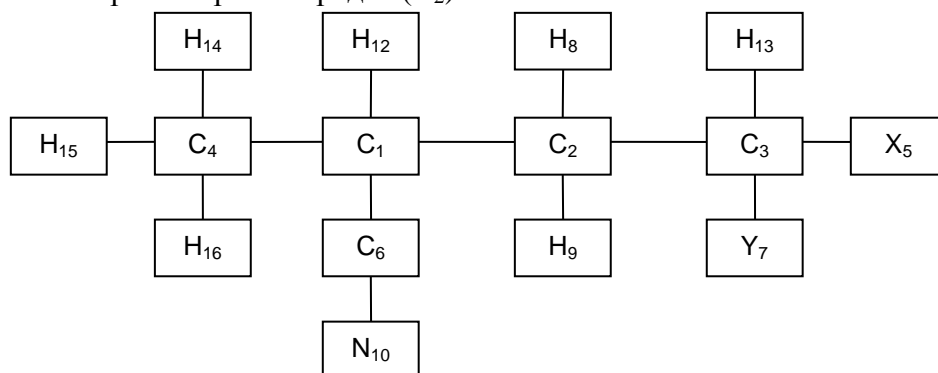 H₁₄ H₁₂ H₈ H₁₃
H₁₅ C₄ C₁ C₂ C₃ X₅
H₁₆ C₆ H₉ Y₇
N₁₀